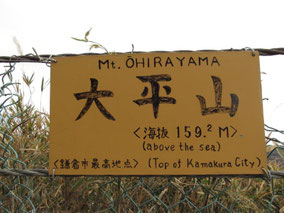 Mt. ŌHIRAYAMA
大平山
〈海抜 159.2 M〉
(above the sea)
〈鎌倉市最高地点〉 (Top of Kamakura City)